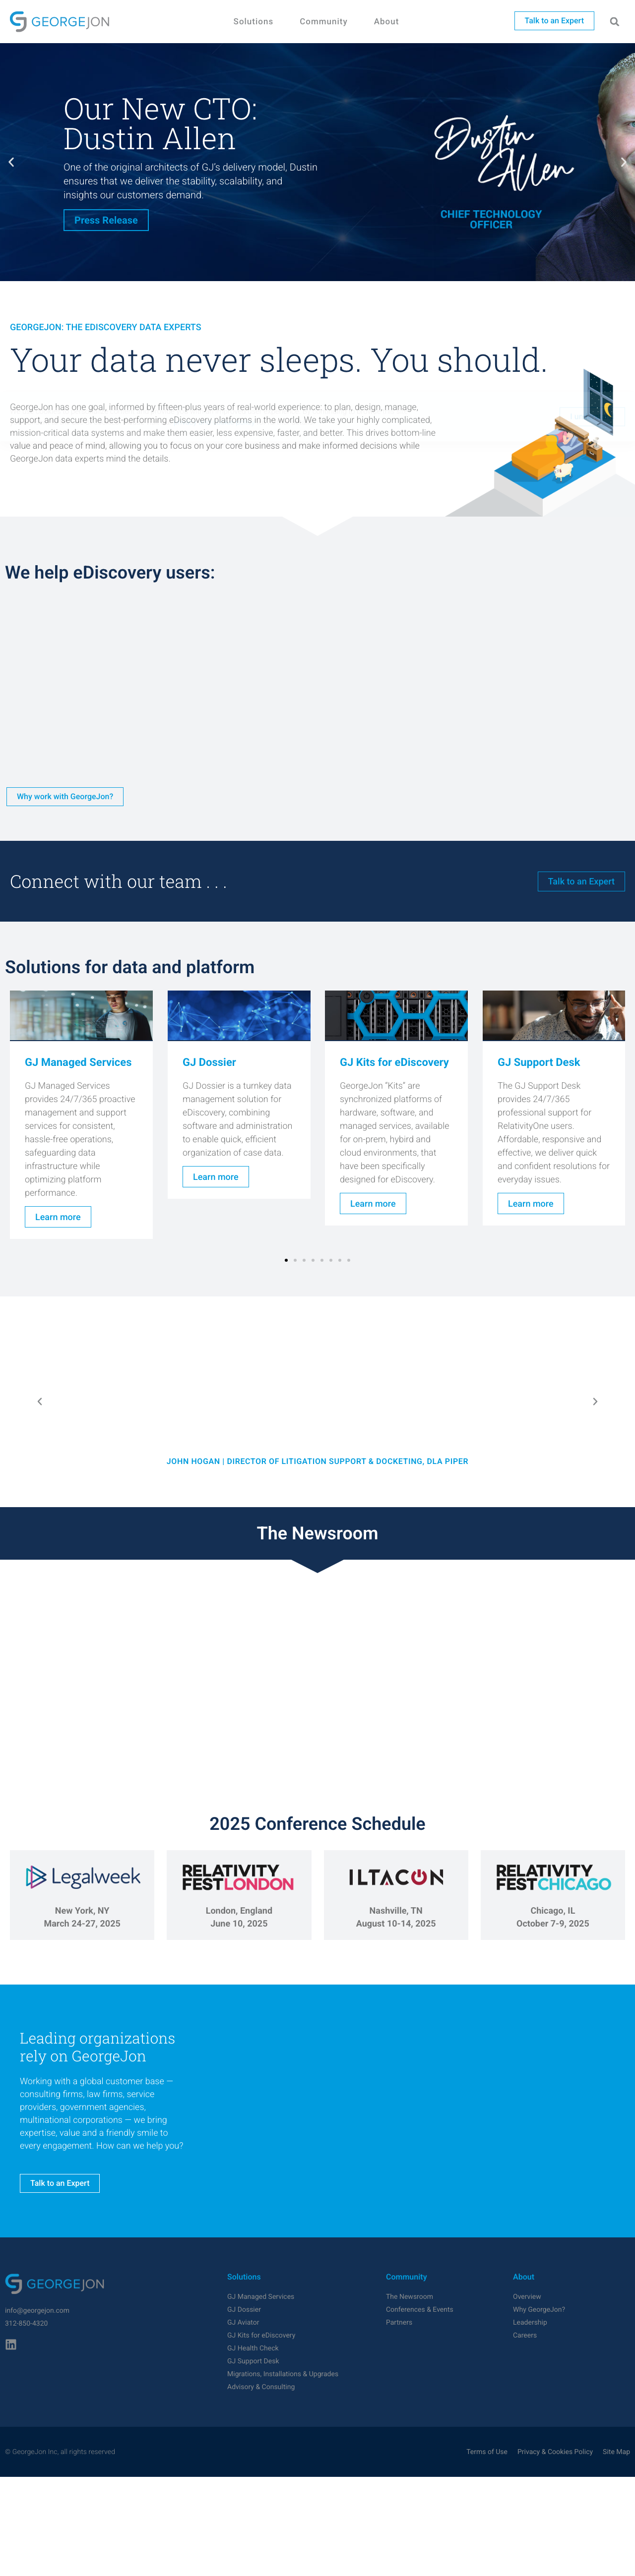 GEORGEJON
Solutions
Community
About
Talk to an Expert
Our New CTO:
Dustin Allen
One of the original architects of GJ's delivery model, Dustin
ensures that we deliver the stability, scalability, and
insights our customers demand.
Press Release
Dustin
Allen
CHIEF TECHNOLOGY
OFFICER
GEORGEJON: THE EDISCOVERY DATA EXPERTS
Your data never sleeps. You should.
GeorgeJon has one goal, informed by fifteen-plus years of real-world experience: to plan, design, manage,
support, and secure the best-performing eDiscovery platforms in the world. We take your highly complicated,
mission-critical data systems and make them easier, less expensive, faster, and better. This drives bottom-line
value and peace of mind, allowing you to focus on your core business and make informed decisions while
GeorgeJon data experts mind the details.
We help eDiscovery users:
Why work with GeorgeJon?
Connect with our team . . .
Talk to an Expert
Solutions for data and platform
GJ Managed Services
GJ Managed Services
provides 24/7/365 proactive
management and support
services for consistent,
hassle-free operations,
safeguarding data
infrastructure while
optimizing platform
performance.
Learn more
GJ Dossier
GJ Dossier is a turnkey data
management solution for
eDiscovery, combining
software and administration
to enable quick, efficient
organization of case data.
Learn more
GJ Kits for eDiscovery
GeorgeJon "Kits" are
synchronized platforms of
hardware, software, and
managed services, available
for on-prem, hybird and
cloud environments, that
have been specifically
designed for eDiscovery.
Learn more
GJ Support Desk
The GJ Support Desk
provides 24/7/365
professional support for
RelativityOne users.
Affordable, responsive and
effective, we deliver quick
and confident resolutions for
everyday issues.
Learn more
JOHN HOGAN | DIRECTOR OF LITIGATION SUPPORT & DOCKETING, DLA PIPER
The Newsroom
2025 Conference Schedule
Legalweek
New York, NY
March 24-27, 2025
RELATIVITY
FEST LONDON
London, England
June 10, 2025
ILTACON
Nashville, TN
August 10-14, 2025
RELATIVITY
FEST CHICAGO
Chicago, IL
October 7-9, 2025
Leading organizations
rely on GeorgeJon
Working with a global customer base —
consulting firms, law firms, service
providers, government agencies,
multinational corporations — we bring
expertise, value and a friendly smile to
every engagement. How can we help you?
Talk to an Expert
GEORGEJON
info@georgejon.com
312-850-4320
Solutions
GJ Managed Services
GJ Dossier
GJ Aviator
GJ Kits for eDiscovery
GJ Health Check
GJ Support Desk
Migrations, Installations & Upgrades
Advisory & Consulting
Community
The Newsroom
Conferences & Events
Partners
About
Overview
Why GeorgeJon?
Leadership
Careers
© GeorgeJon Inc, all rights reserved
Terms of Use
Privacy & Cookies Policy
Site Map